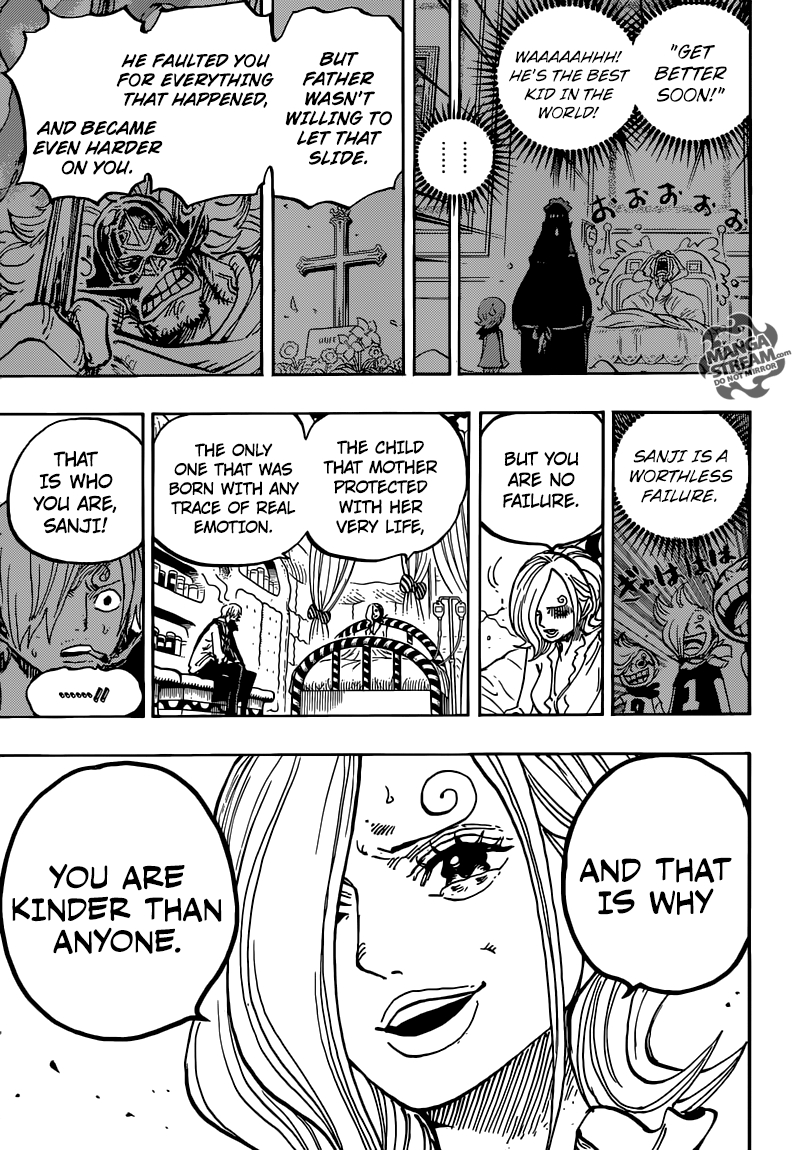 "GET
BETTER
SOON!"
WAAAAAHHH!
HE'S THE BEST
KID IN THE
WORLD!
......
おおおおお
BUT
FATHER
WASN'T
WILLING TO
LET THAT
SLIDE.
HE FAULTED YOU
FOR EVERYTHING
THAT HAPPENED,
AND BECAME
EVEN HARDER
ON YOU.
MANGA
STREAM.com
DO NOT MIRROR
SANJI IS A
WORTHLESS
FAILURE.
ギャはははは
0
1
BUT YOU
ARE NO
FAILURE.
THE CHILD
THAT MOTHER
PROTECTED
WITH HER
VERY LIFE,
THE ONLY
ONE THAT WAS
BORN WITH ANY
TRACE OF REAL
EMOTION.
THAT
IS WHO
YOU ARE,
SANJI!
......!!
AND THAT
IS WHY
YOU ARE
KINDER THAN
ANYONE.